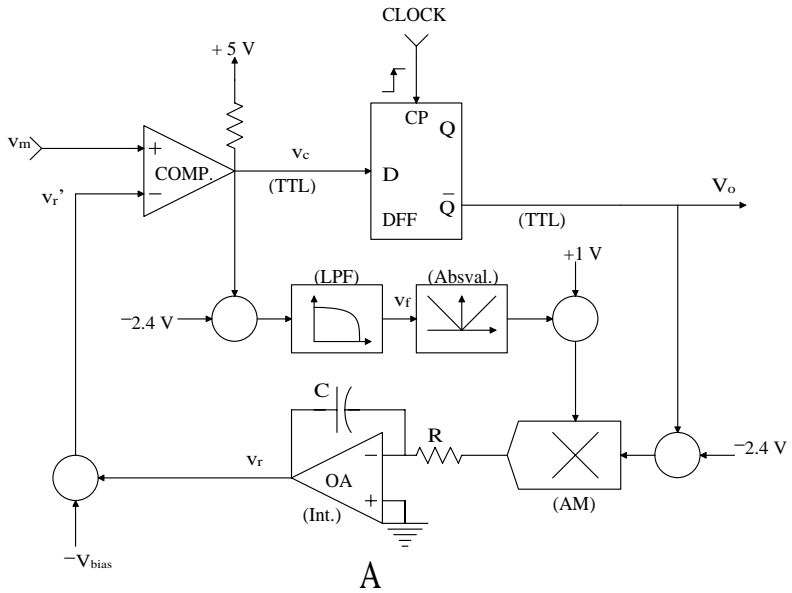 CLOCK
+ 5 V
CP
Q
vm
+
COMP.
vc
(TTL)
D
vr’
−
DFF
Q̅
(TTL)
Vo
+1 V
(LPF)
(Absval.)
−2.4 V
vf
C
R
−2.4 V
vr
OA
−
+
(Int.)
(AM)
−Vbias
A